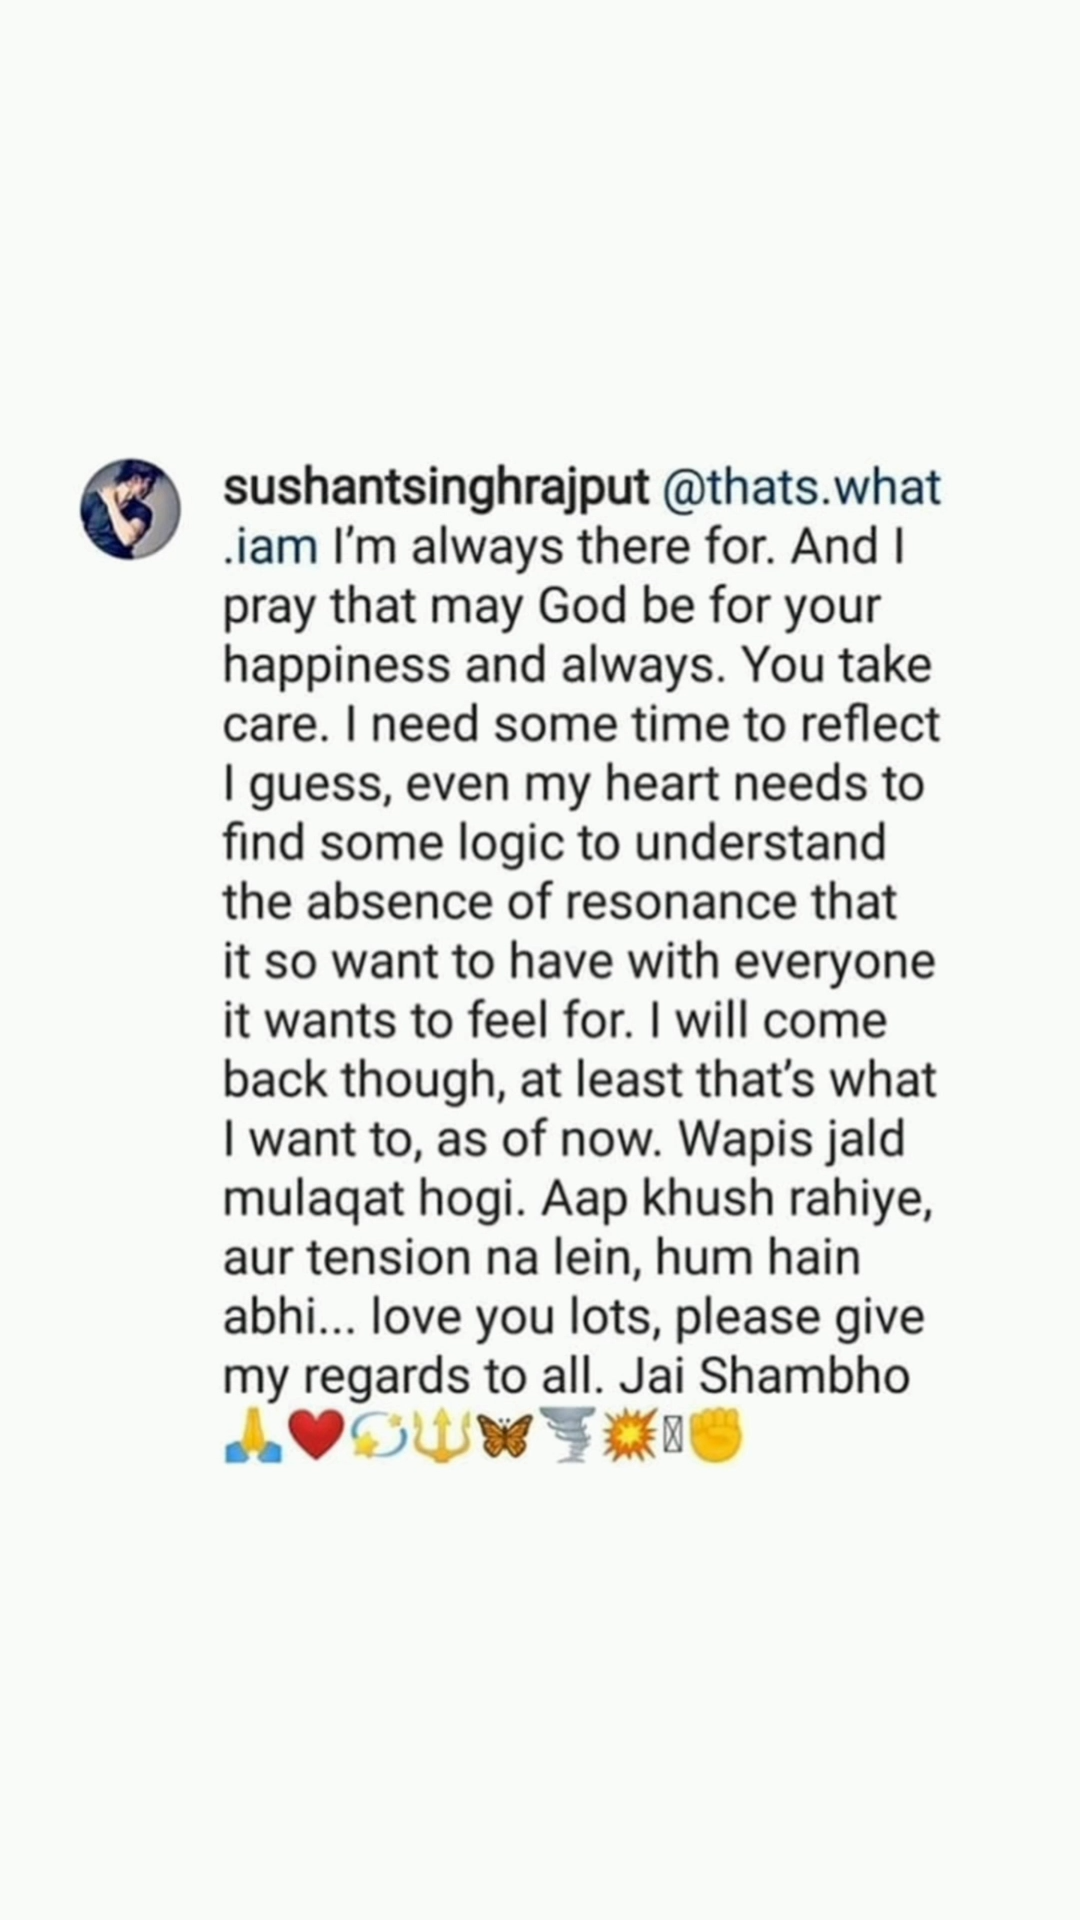 sushantsinghrajput @thats.what
.iam I’m always there for. And I
pray that may God be for your
happiness and always. You take
care. I need some time to reflect
I guess, even my heart needs to
find some logic to understand
the absence of resonance that
it so want to have with everyone
it wants to feel for. I will come
back though, at least that’s what
I want to, as of now. Wapis jald
mulaqat hogi. Aap khush rahiye,
aur tension na lein, hum hain
abhi... love you lots, please give
my regards to all. Jai Shambho
🙏❤️💫🔱🦋🌪💥✊